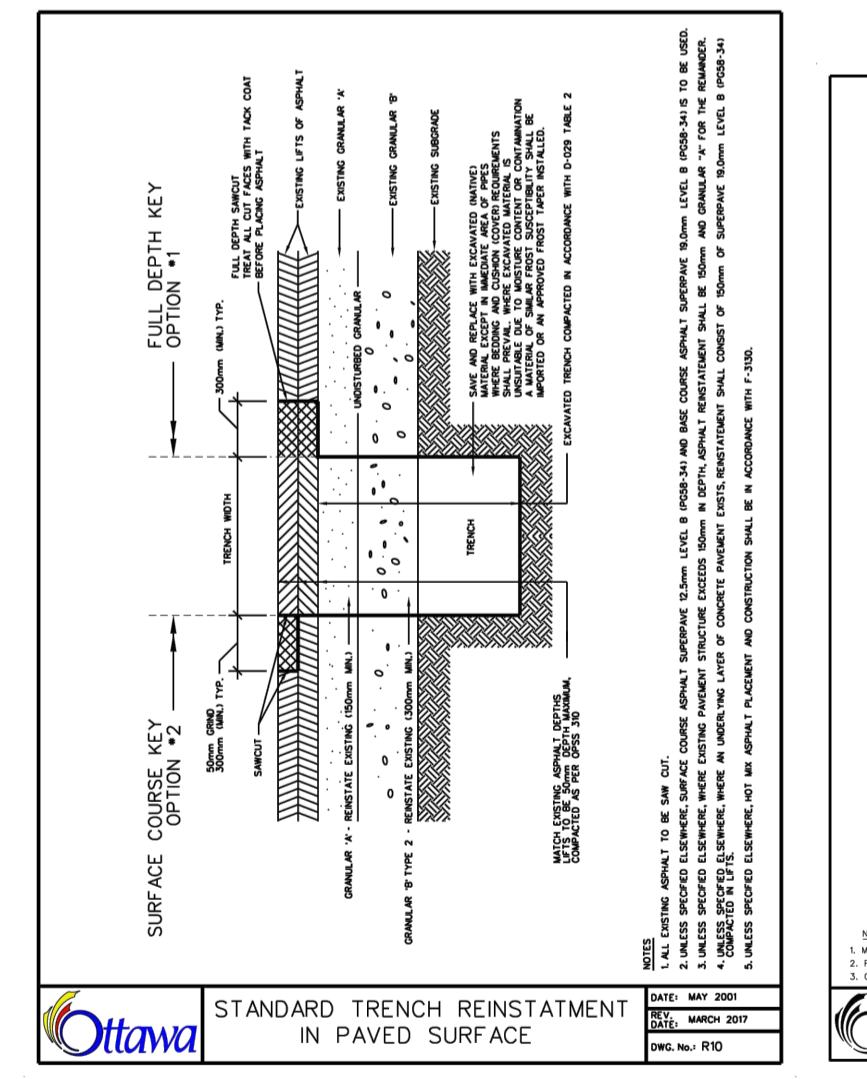 SURFACE COURSE KEY
OPTION #2
FULL DEPTH KEY
OPTION #1
50mm GRIND
300mm (MIN.) TYP.
TRENCH WIDTH
300mm (MIN.) TYP.
FULL DEPTH SAWCUT
TREAT ALL CUT FACES WITH TACK COAT
BEFORE PLACING ASPHALT
SAWCUT
EXISTING LIFTS OF ASPHALT
GRANULAR 'A' - REINSTATE EXISTING (150mm MIN.)
UNDISTURBED GRANULAR
EXISTING GRANULAR 'A'
GRANULAR 'B' TYPE 2 - REINSTATE EXISTING (300mm MIN.)
EXISTING GRANULAR 'B'
EXISTING SUBGRADE
TRENCH
SAVE AND REPLACE WITH EXCAVATED (NATIVE)
MATERIAL EXCEPT IN IMMEDIATE AREA OF PIPES
WHERE BEDDING AND CUSHION (COVER) REQUIREMENTS
SHALL PREVAIL. WHERE EXCAVATED MATERIAL IS
UNSUITABLE DUE TO MOISTURE CONTENT OR CONTAMINATION
A MATERIAL OF SIMILAR FROST SUSCEPTIBILITY SHALL BE
IMPORTED OR AN APPROVED FROST TAPER INSTALLED.
MATCH EXISTING ASPHALT DEPTHS
LIFTS TO BE 50mm DEPTH MAXIMUM,
COMPACTED AS PER OPSS 310
EXCAVATED TRENCH COMPACTED IN ACCORDANCE WITH D-029 TABLE 2
NOTES
1. ALL EXISTING ASPHALT TO BE SAW CUT.
2. UNLESS SPECIFIED ELSEWHERE, SURFACE COURSE ASPHALT SUPERPAVE 12.5mm LEVEL B (PG58-34) AND BASE COURSE ASPHALT SUPERPAVE 19.0mm LEVEL B (PG58-34) IS TO BE USED.
3. UNLESS SPECIFIED ELSEWHERE, WHERE EXISTING PAVEMENT STRUCTURE EXCEEDS 150mm IN DEPTH, ASPHALT REINSTATEMENT SHALL BE 150mm AND GRANULAR "A" FOR THE REMAINDER.
4. UNLESS SPECIFIED ELSEWHERE, WHERE AN UNDERLYING LAYER OF CONCRETE PAVEMENT EXISTS, REINSTATEMENT SHALL CONSIST OF 150mm OF SUPERPAVE 19.0mm LEVEL B (PG58-34)
COMPACTED IN LIFTS.
5. UNLESS SPECIFIED ELSEWHERE, HOT MIX ASPHALT PLACEMENT AND CONSTRUCTION SHALL BE IN ACCORDANCE WITH F-3130.
Ottawa
STANDARD TRENCH REINSTATMENT
IN PAVED SURFACE
DATE: MAY 2001
REV. DATE: MARCH 2017
DWG. No.: R10
N
1. M
2.
3.